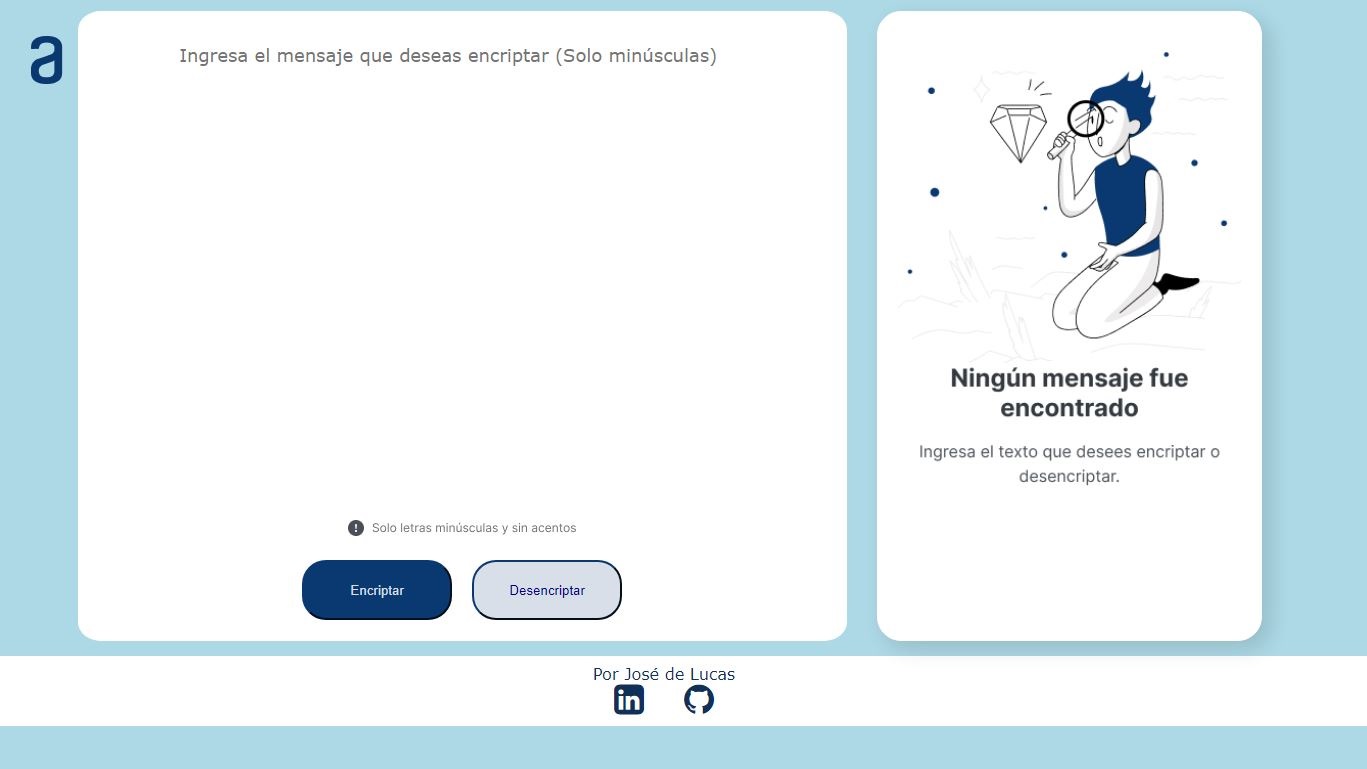 a
Ingresa el mensaje que deseas encriptar (Solo minúsculas)
Solo letras minúsculas y sin acentos
Encriptar
Desencriptar
Ningún mensaje fue
encontrado
Ingresa el texto que desees encriptar o
desencriptar.
Por José de Lucas
in